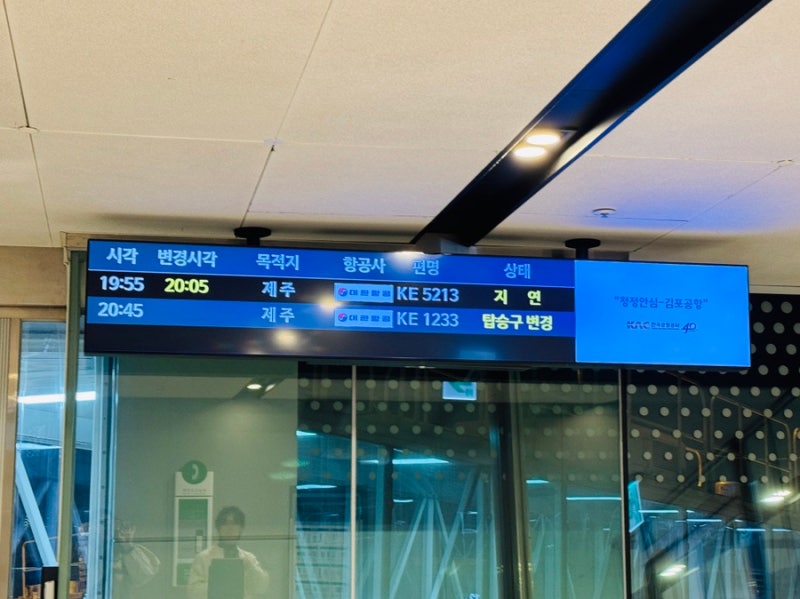 시각 변경시각 목적지 항공사 편명 상태
19:55 20:05 제주 대한항공 KE 5213 지 연
20:45 제주 대한항공 KE 1233 탑승구 변경
"청정안심-김포공항"
KAC 한국공항공사 40